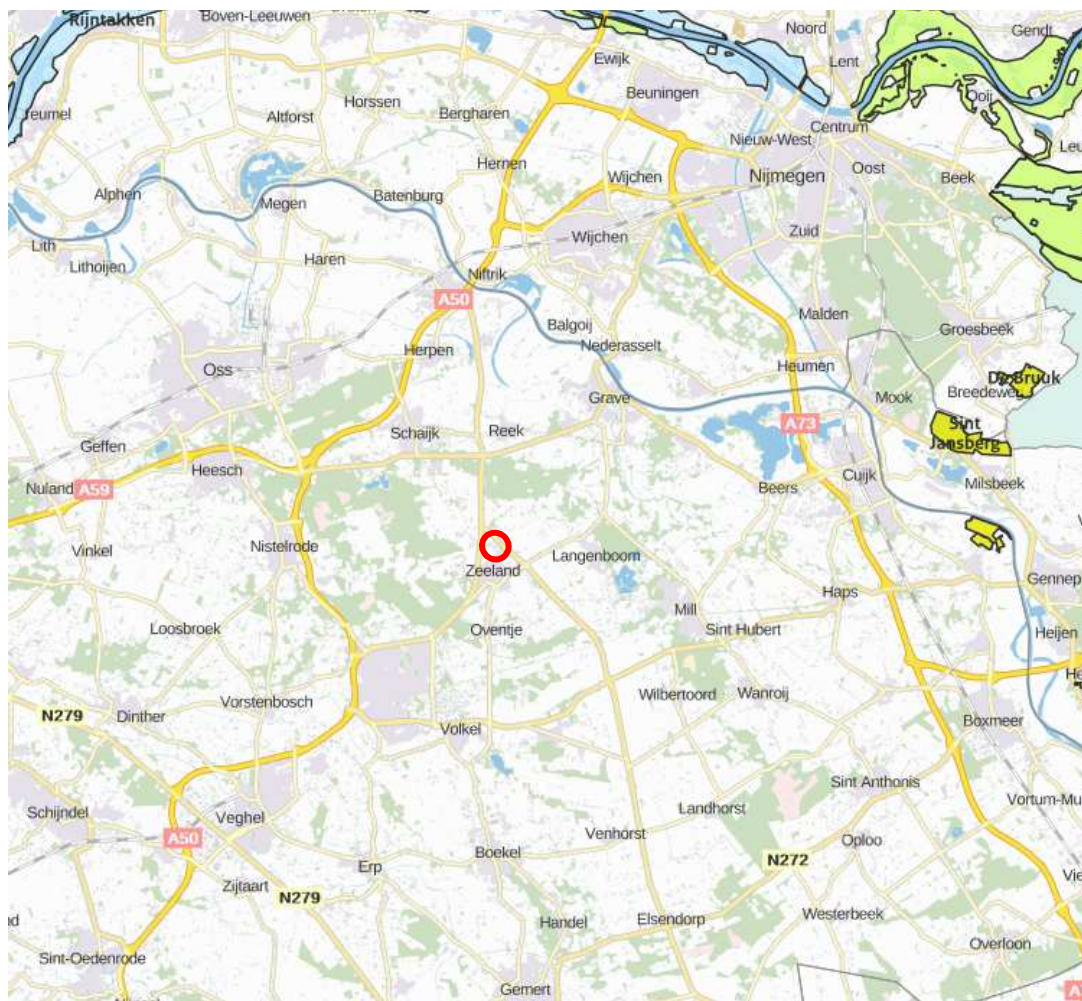 Rijntakken
Boven-Leeuwen
Noord
Gendt
Ewijk
Lent
Beuningen
Horssen
Altforst
Bergharen
Ooij
Centrum
Nieuw-West
Hernen
Oost
Wijchen
Nijmegen
Beek
Alphen
Batenburg
Megen
Zuid
Wijchen
Lith
Haren
Lithoijen
Niftrik
A50
Malden
Balgoij
Groesbeek
Nederasselt
Herpen
Heumen
Oss
De Bruuk
Breedeweg
Grave
Mook
A73
Sint
Jansberg
Schaijk
Reek
Geffen
Heesch
Cuijk
Nuland
A59
Beers
Milsbeek
Nistelrode
Vinkel
Langenboom
Zeeland
Gennep
Haps
Mill
Loosbroek
Oventje
Sint Hubert
Heijen
Wilbertoord
Wanroij
Vorstenbosch
N279
Dinther
Boxmeer
Volkel
Sint Anthonis
Schijndel
Veghel
Landhorst
Vortum-Mu
Venhorst
A50
Oploo
Boekel
N272
Erp
Zijtaart
N279
Westerbeek
Elsendorp
Handel
Overloon
Sint-Oedenrode
Gemert